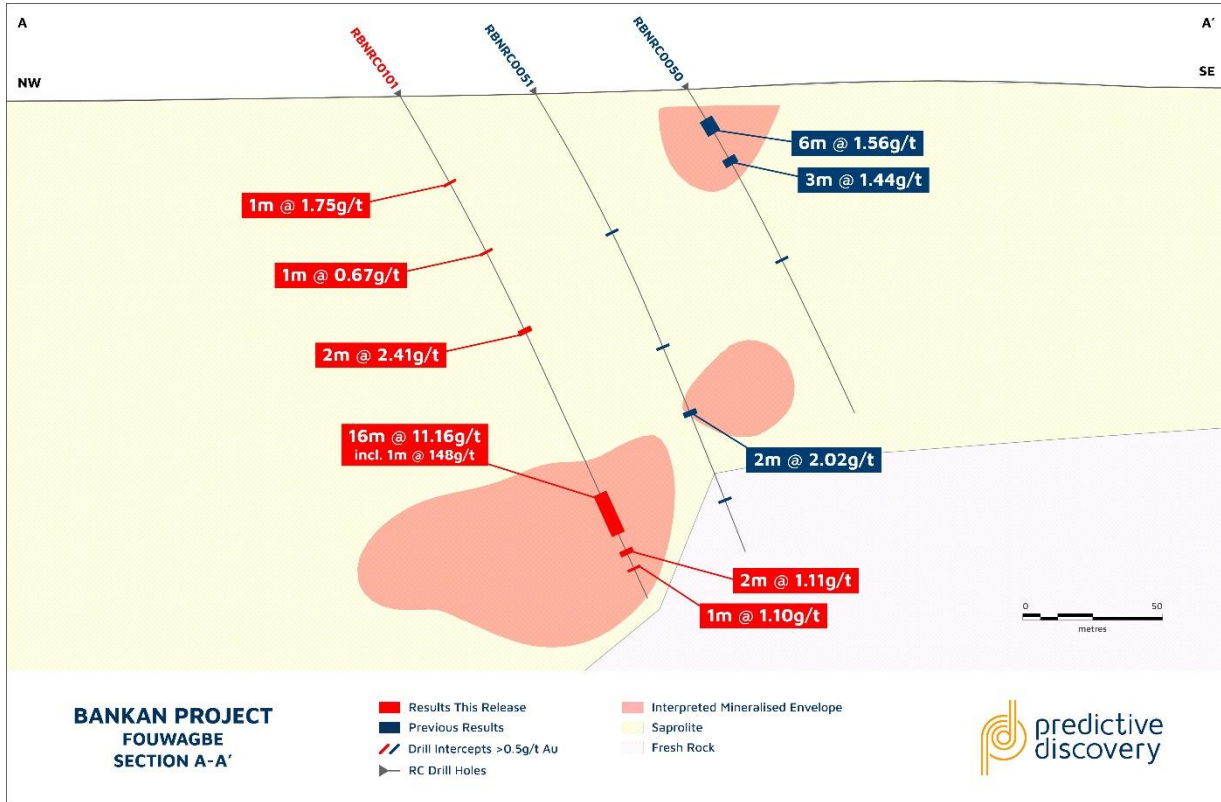 A
A'
NW
SE
RBNRC0101
RBNRC0051
RBNRC0050
6m @ 1.56g/t
3m @ 1.44g/t
1m @ 1.75g/t
1m @ 0.67g/t
2m @ 2.41g/t
16m @ 11.16g/t
incl. 1m @ 148g/t
2m @ 2.02g/t
2m @ 1.11g/t
1m @ 1.10g/t
0 50
metres
BANKAN PROJECT
FOUWAGBE
SECTION A-A'
Results This Release
Previous Results
Drill Intercepts >0.5g/t Au
RC Drill Holes
Interpreted Mineralised Envelope
Saprolite
Fresh Rock
predictive
discovery